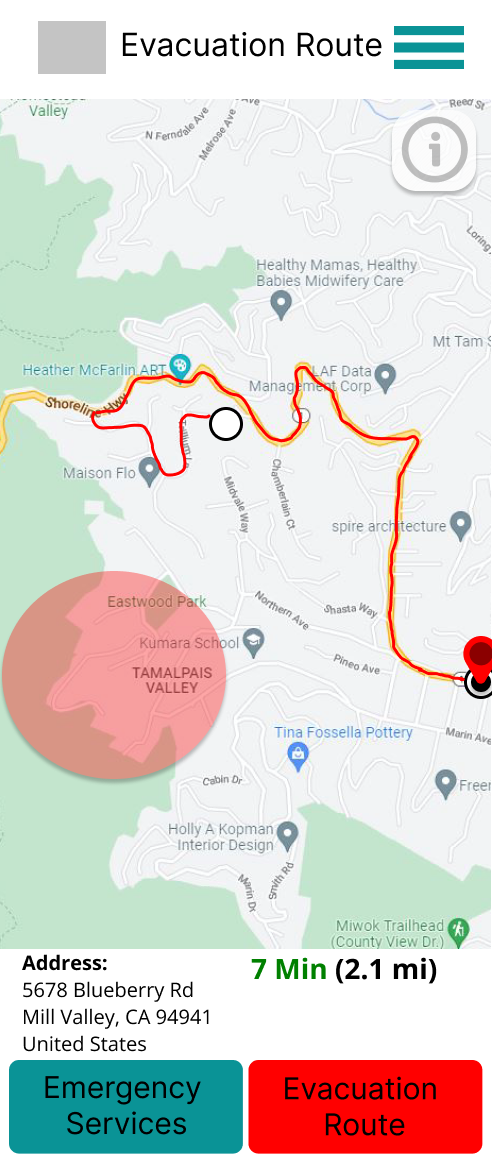 Evacuation Route
Valley
N Ferndale Ave
Melrose Ave
Reed St
Loring
Healthy Mamas, Healthy
Babies Midwifery Care
Mt Tam S
Heather McFarlin ART
LAF Data
Management Corp
Shoreline Hwy
Maison Flo
Midvale Way
Chamberlain Ct
spire architecture
Eastwood Park
Northern Ave
Shasta Way
Kumara School
Pineo Ave
TAMALPAIS
VALLEY
Tina Fossella Pottery
Marin Ave
Cabin Dr
Freer
Holly A Kopman
Interior Design
Smith Rd
Marin Dr
Miwok Trailhead
(County View Dr.)
Address:
5678 Blueberry Rd
Mill Valley, CA 94941
United States
7 Min (2.1 mi)
Emergency
Services
Evacuation
Route